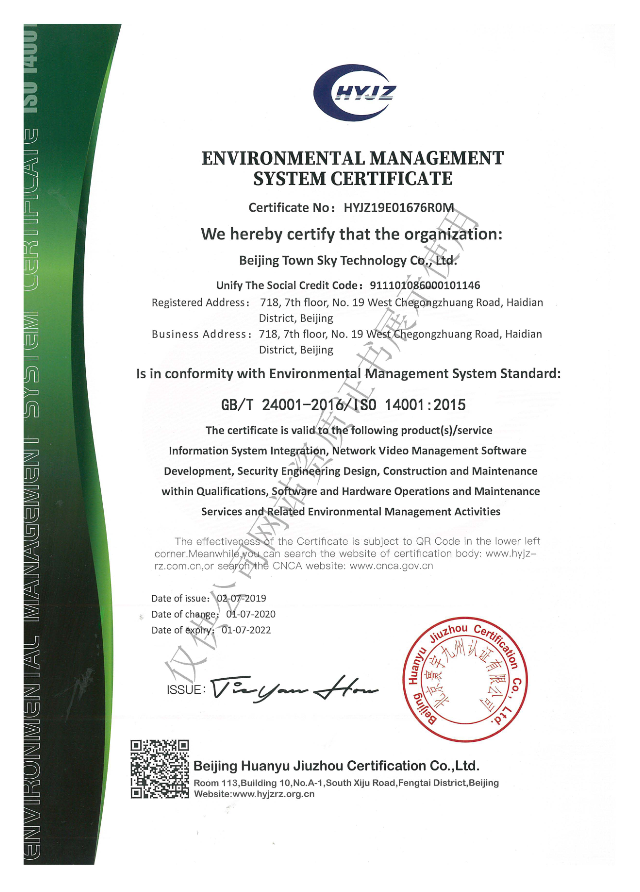 ISO 14001
ENVIRONMENTAL MANAGEMENT SYSTEM CERTIFICATE
HYJZ
ENVIRONMENTAL MANAGEMENT
SYSTEM CERTIFICATE
Certificate No：HYJZ19E01676R0M
We hereby certify that the organization:
Beijing Town Sky Technology Co., Ltd.
Unify The Social Credit Code：911101086000101146
Registered Address： 718, 7th floor, No. 19 West Chegongzhuang Road, Haidian
District, Beijing
Business Address：718, 7th floor, No. 19 West Chegongzhuang Road, Haidian
District, Beijing
Is in conformity with Environmental Management System Standard:
GB/T 24001-2016/ISO 14001:2015
The certificate is valid to the following product(s)/service
Information System Integration, Network Video Management Software
Development, Security Engineering Design, Construction and Maintenance
within Qualifications, Software and Hardware Operations and Maintenance
Services and Related Environmental Management Activities
The effectiveness of the Certificate is subject to QR Code in the lower left
corner.Meanwhile,you can search the website of certification body: www.hyjz-
rz.com.cn,or search the CNCA website: www.cnca.gov.cn
Date of issue：02-07-2019
Date of change：01-07-2020
Date of expiry：01-07-2022
ISSUE:
Beijing Huanyu Jiuzhou Certification Co., Ltd.
北京寰宇九州认证有限公司
Beijing Huanyu Jiuzhou Certification Co.,Ltd.
Room 113,Building 10,No.A-1,South Xiju Road,Fengtai District,Beijing
Website:www.hyjzrz.org.cn
仅供公司网站资质证书展示使用